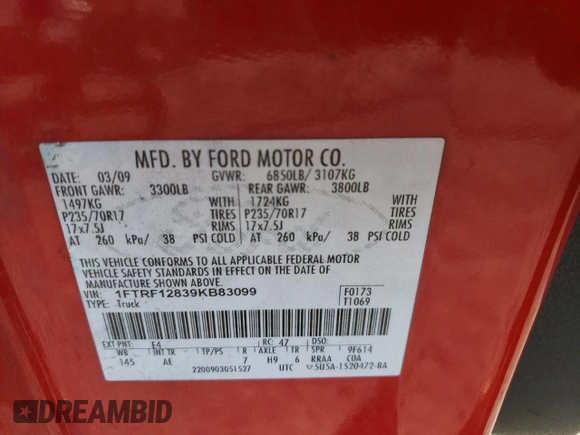 MFD. BY FORD MOTOR CO.
DATE: 03/09 GVWR: 6850LB/ 3107KG
FRONT GAWR: 3300LB REAR GAWR: 3800LB
1497KG WITH 1724KG WITH
P235/70R17 TIRES P235/70R17 TIRES
17x7.5J RIMS 17x7.5J RIMS
AT 260 kPa/ 38 PSI COLD AT 260 kPa/ 38 PSI COLD
THIS VEHICLE CONFORMS TO ALL APPLICABLE FEDERAL MOTOR
VEHICLE SAFETY STANDARDS IN EFFECT ON THE DATE OF
MANUFACTURE SHOWN ABOVE.
VIN: 1FTRF12839KB83099 F0173
TYPE: Truck T1069
EXT PNT: E4 RC: 47 DSO:
WB INT TR TP/PS R AXLE TR SPR 9F614
145 AE 7 H9 6 RRAA COA
2200903051527 UTC 5U5A-1520472-BA
DREAMBID